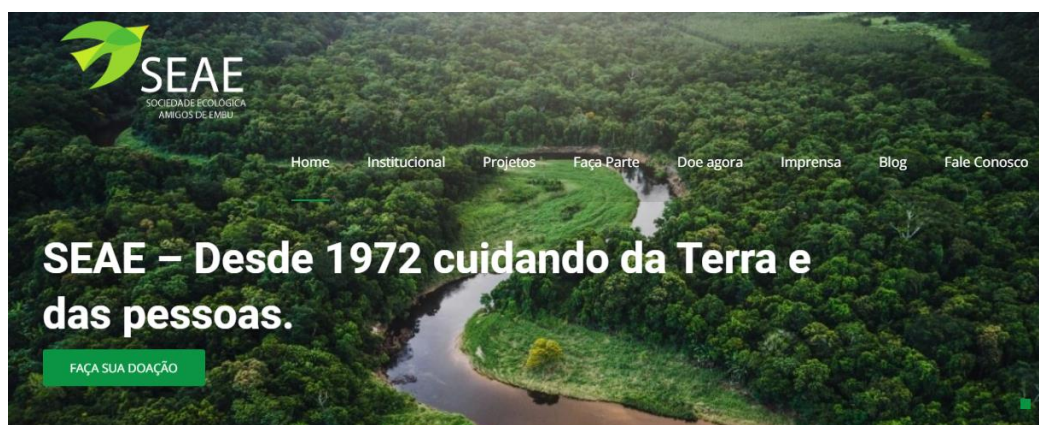 SEAE
SOCIEDADE ECOLÓGICA
AMIGOS DE EMBU
Home Institucional Projetos Faça Parte Doe agora Imprensa Blog Fale Conosco
SEAE – Desde 1972 cuidando da Terra e
das pessoas.
FAÇA SUA DOAÇÃO